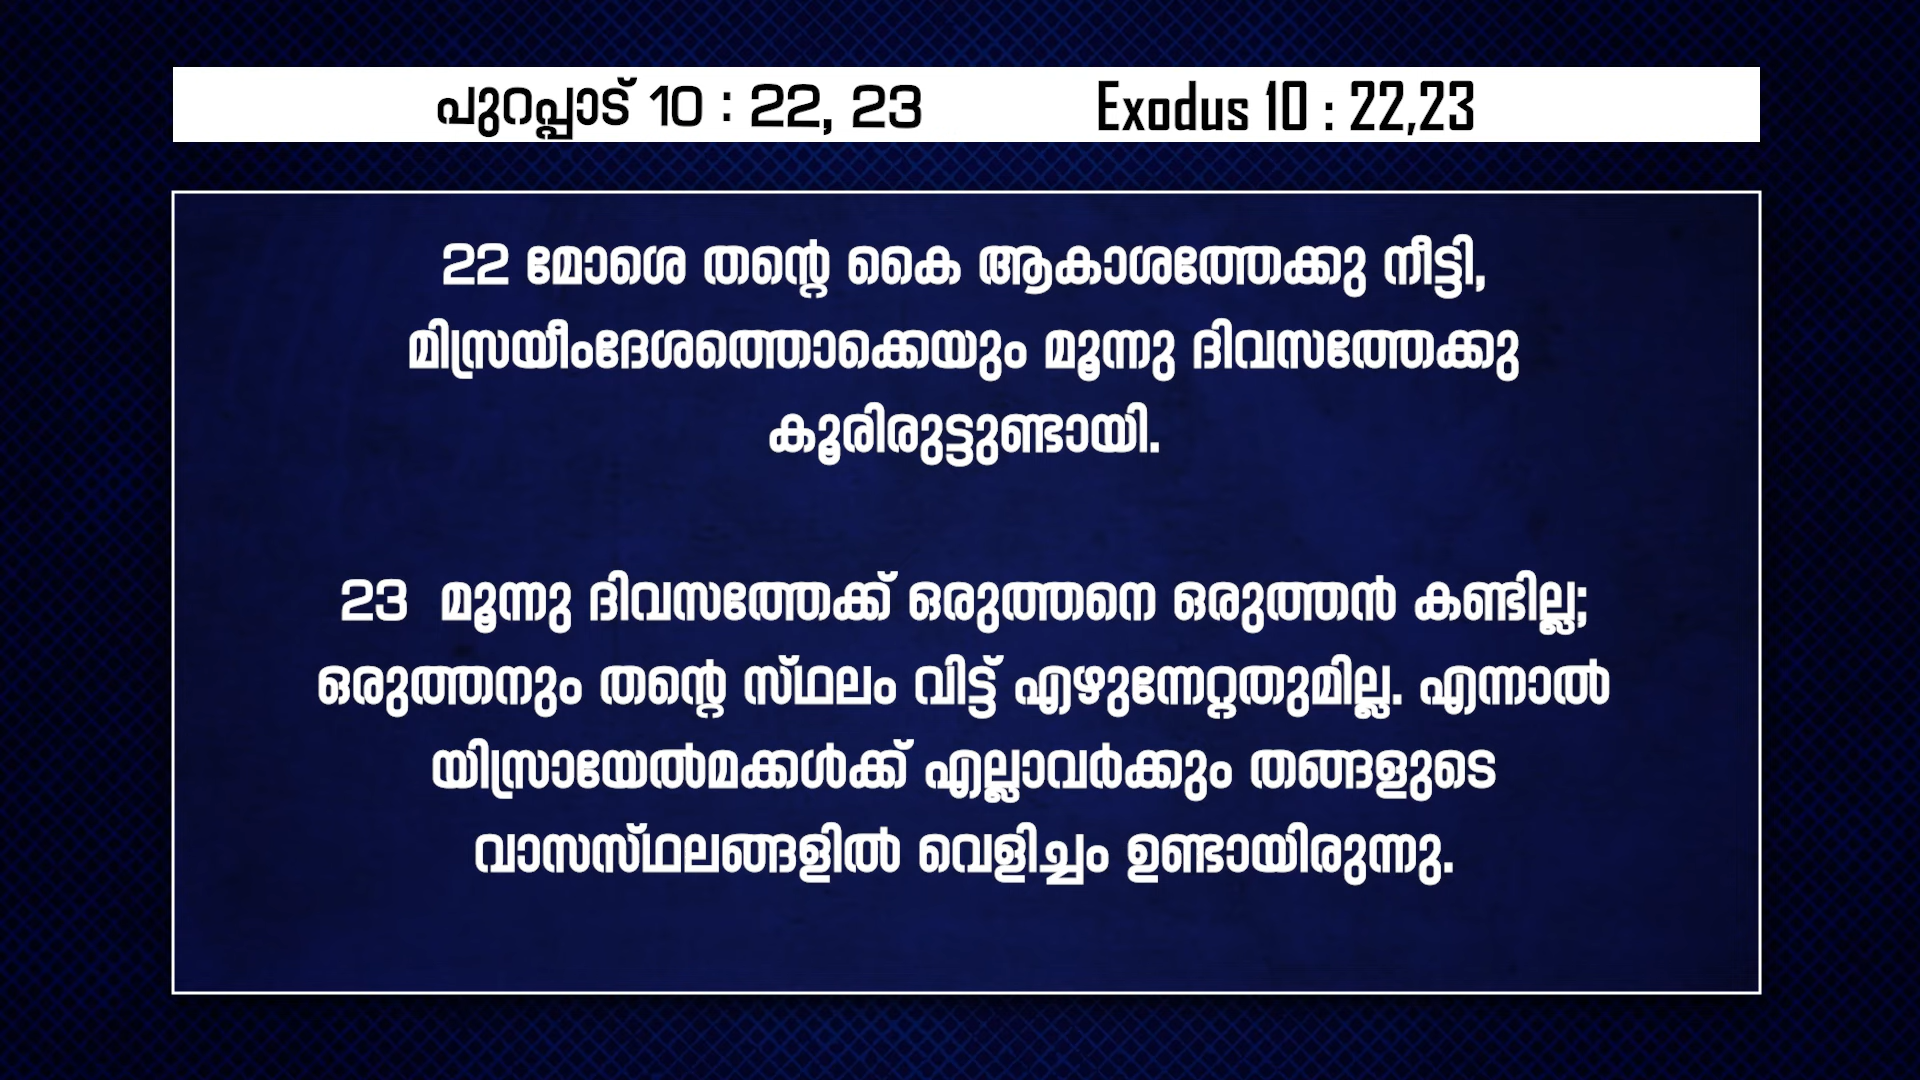 പുറപ്പാട് 10 : 22, 23 Exodus 10 : 22,23
22 മോശെ തന്റെ കൈ ആകാശത്തേക്കു നീട്ടി,
മിസ്രയീംദേശത്തൊക്കെയും മൂന്നു ദിവസത്തേക്കു
കൂരിരുട്ടുണ്ടായി.
23 മൂന്നു ദിവസത്തേക്ക് ഒരുത്തനെ ഒരുത്തൻ കണ്ടില്ല;
ഒരുത്തനും തന്റെ സ്ഥലം വിട്ട് എഴുന്നേറ്റതുമില്ല. എന്നാൽ
യിസ്രായേൽമക്കൾക്ക് എല്ലാവർക്കും തങ്ങളുടെ
വാസസ്ഥലങ്ങളിൽ വെളിച്ചം ഉണ്ടായിരുന്നു.